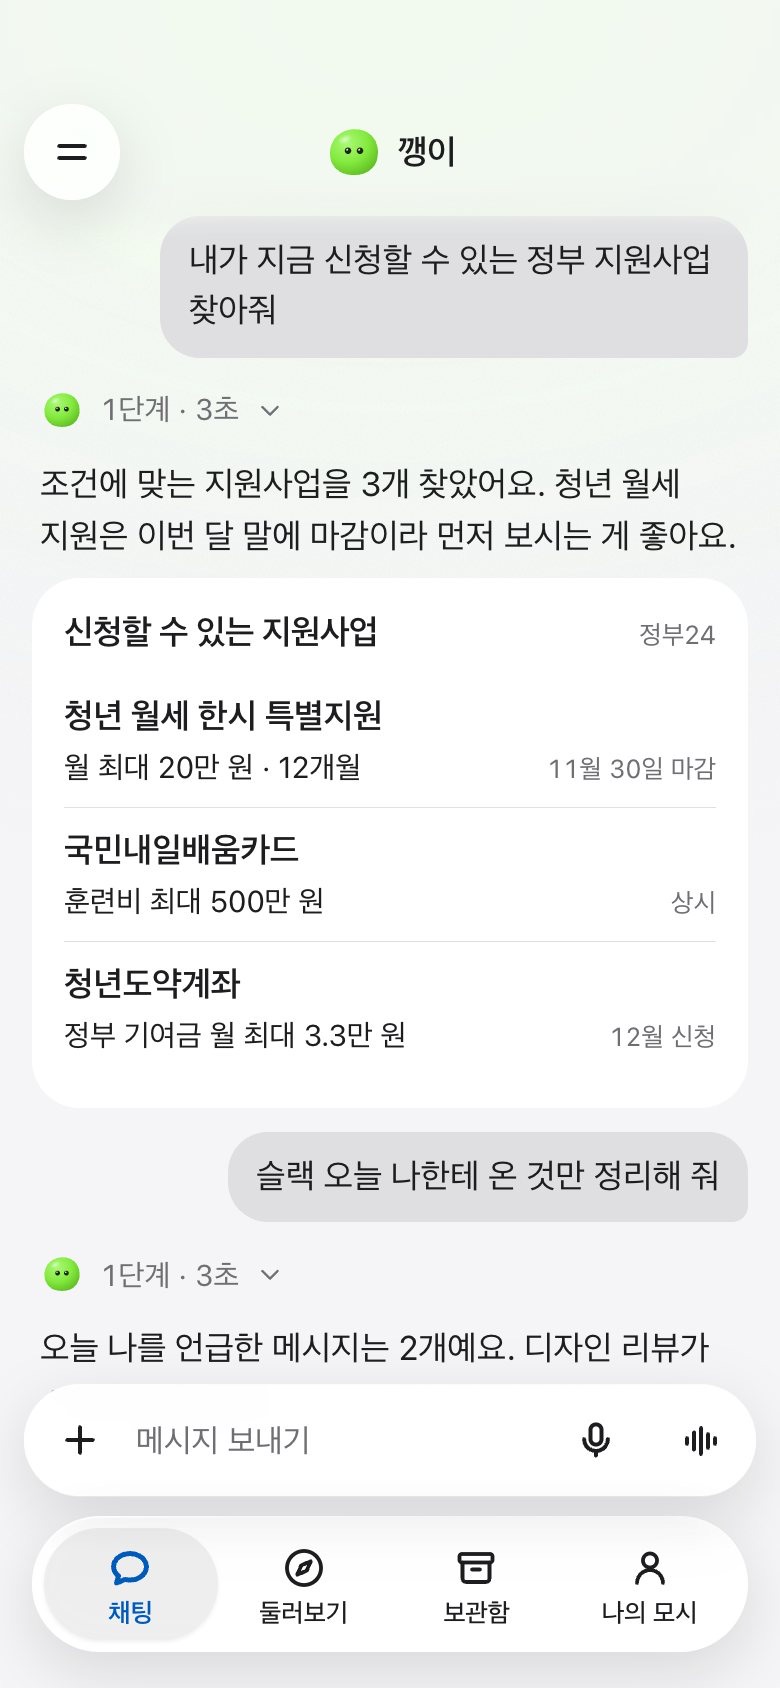 깽이
내가 지금 신청할 수 있는 정부 지원사업
찾아줘
1단계 · 3초
조건에 맞는 지원사업을 3개 찾았어요. 청년 월세
지원은 이번 달 말에 마감이라 먼저 보시는 게 좋아요.
신청할 수 있는 지원사업 정부24
청년 월세 한시 특별지원
월 최대 20만 원 · 12개월 11월 30일 마감
국민내일배움카드
훈련비 최대 500만 원 상시
청년도약계좌
정부 기여금 월 최대 3.3만 원 12월 신청
슬랙 오늘 나한테 온 것만 정리해 줘
1단계 · 3초
오늘 나를 언급한 메시지는 2개예요. 디자인 리뷰가
메시지 보내기
채팅 둘러보기 보관함 나의 모시